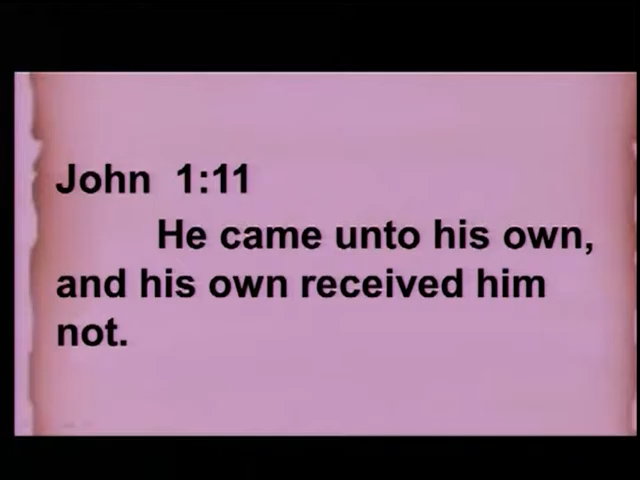 John 1:11
He came unto his own,
and his own received him
not.